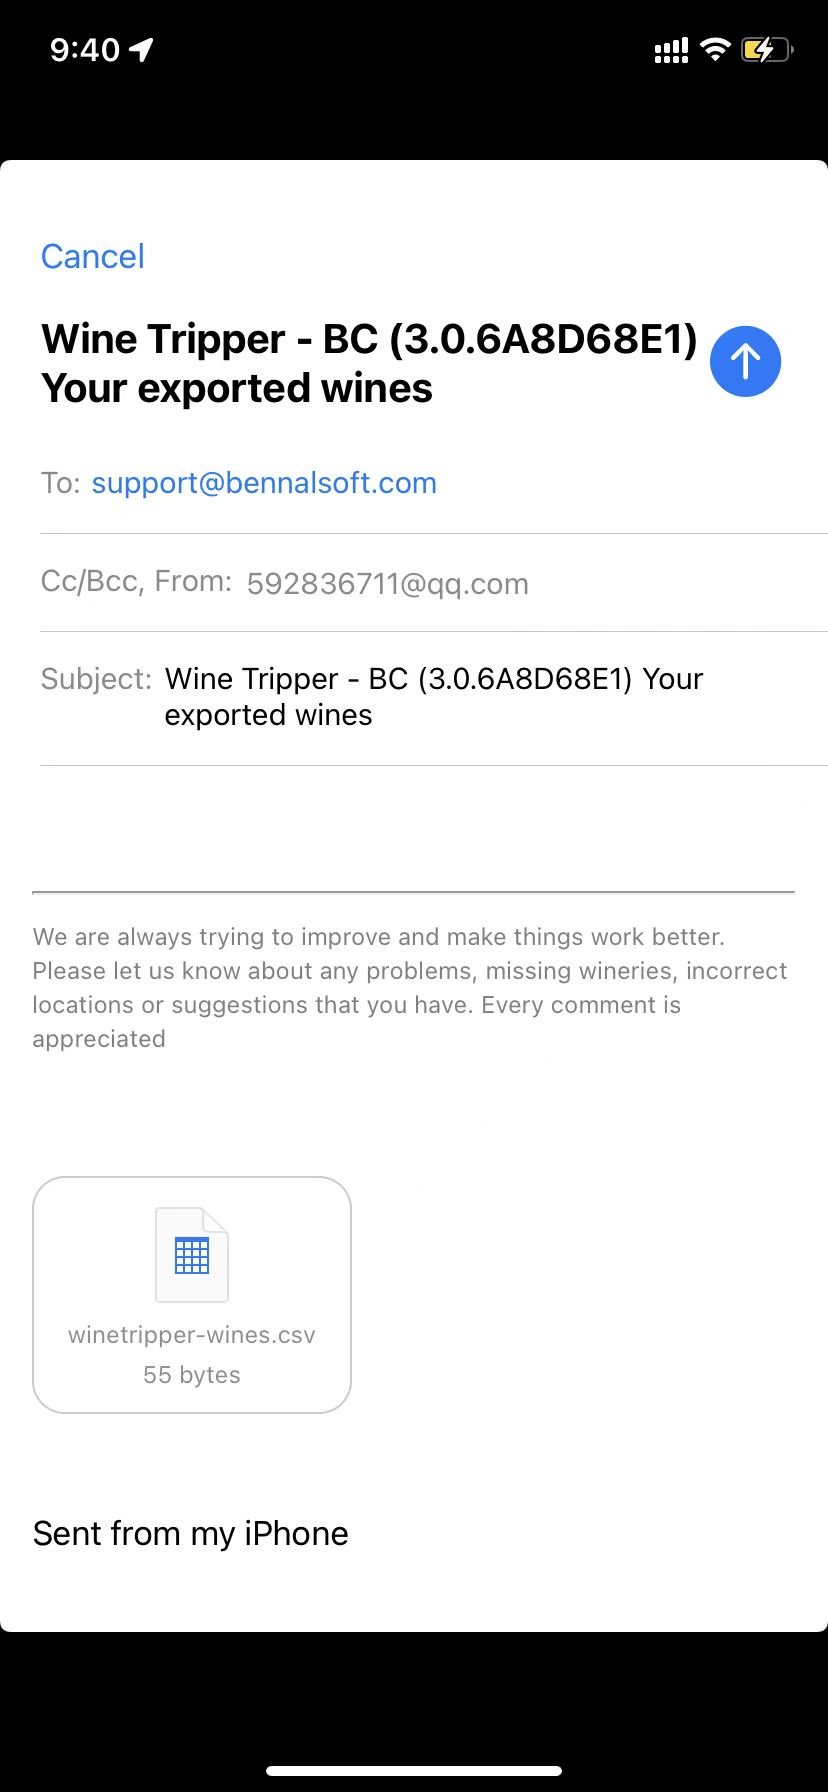 9:40
Cancel
Wine Tripper - BC (3.0.6A8D68E1)
Your exported wines
To: support@bennalsoft.com
Cc/Bcc, From: 592836711@qq.com
Subject: Wine Tripper - BC (3.0.6A8D68E1) Your
exported wines
We are always trying to improve and make things work better.
Please let us know about any problems, missing wineries, incorrect
locations or suggestions that you have. Every comment is
appreciated
winetripper-wines.csv
55 bytes
Sent from my iPhone